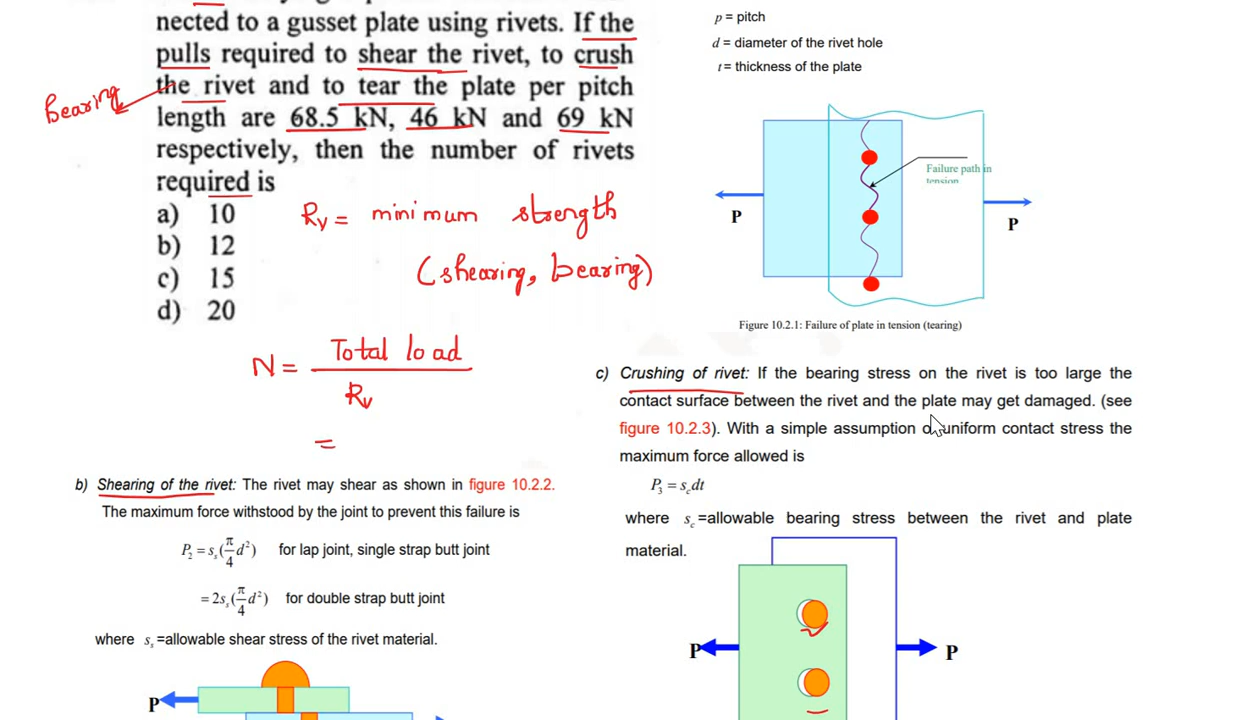 nected to a gusset plate using rivets. If the
pulls required to shear the rivet, to crush
the rivet and to tear the plate per pitch
length are 68.5 kN, 46 kN and 69 kN
respectively, then the number of rivets
required is
a) 10
b) 12
c) 15
d) 20
Bearing
Rv = minimum strength
(shearing, bearing)
N = Total load
Rv
=
b) Shearing of the rivet: The rivet may shear as shown in figure 10.2.2.
The maximum force withstood by the joint to prevent this failure is
P₂ = sₛ(π/4 d²) for lap joint, single strap butt joint
= 2sₛ(π/4 d²) for double strap butt joint
where sₛ =allowable shear stress of the rivet material.
P
p = pitch
d = diameter of the rivet hole
t = thickness of the plate
Failure path in
tension
P
P
Figure 10.2.1: Failure of plate in tension (tearing)
c) Crushing of rivet: If the bearing stress on the rivet is too large the
contact surface between the rivet and the plate may get damaged. (see
figure 10.2.3). With a simple assumption of uniform contact stress the
maximum force allowed is
P₃ = s꜀dt
where s꜀ =allowable bearing stress between the rivet and plate
material.
P
P